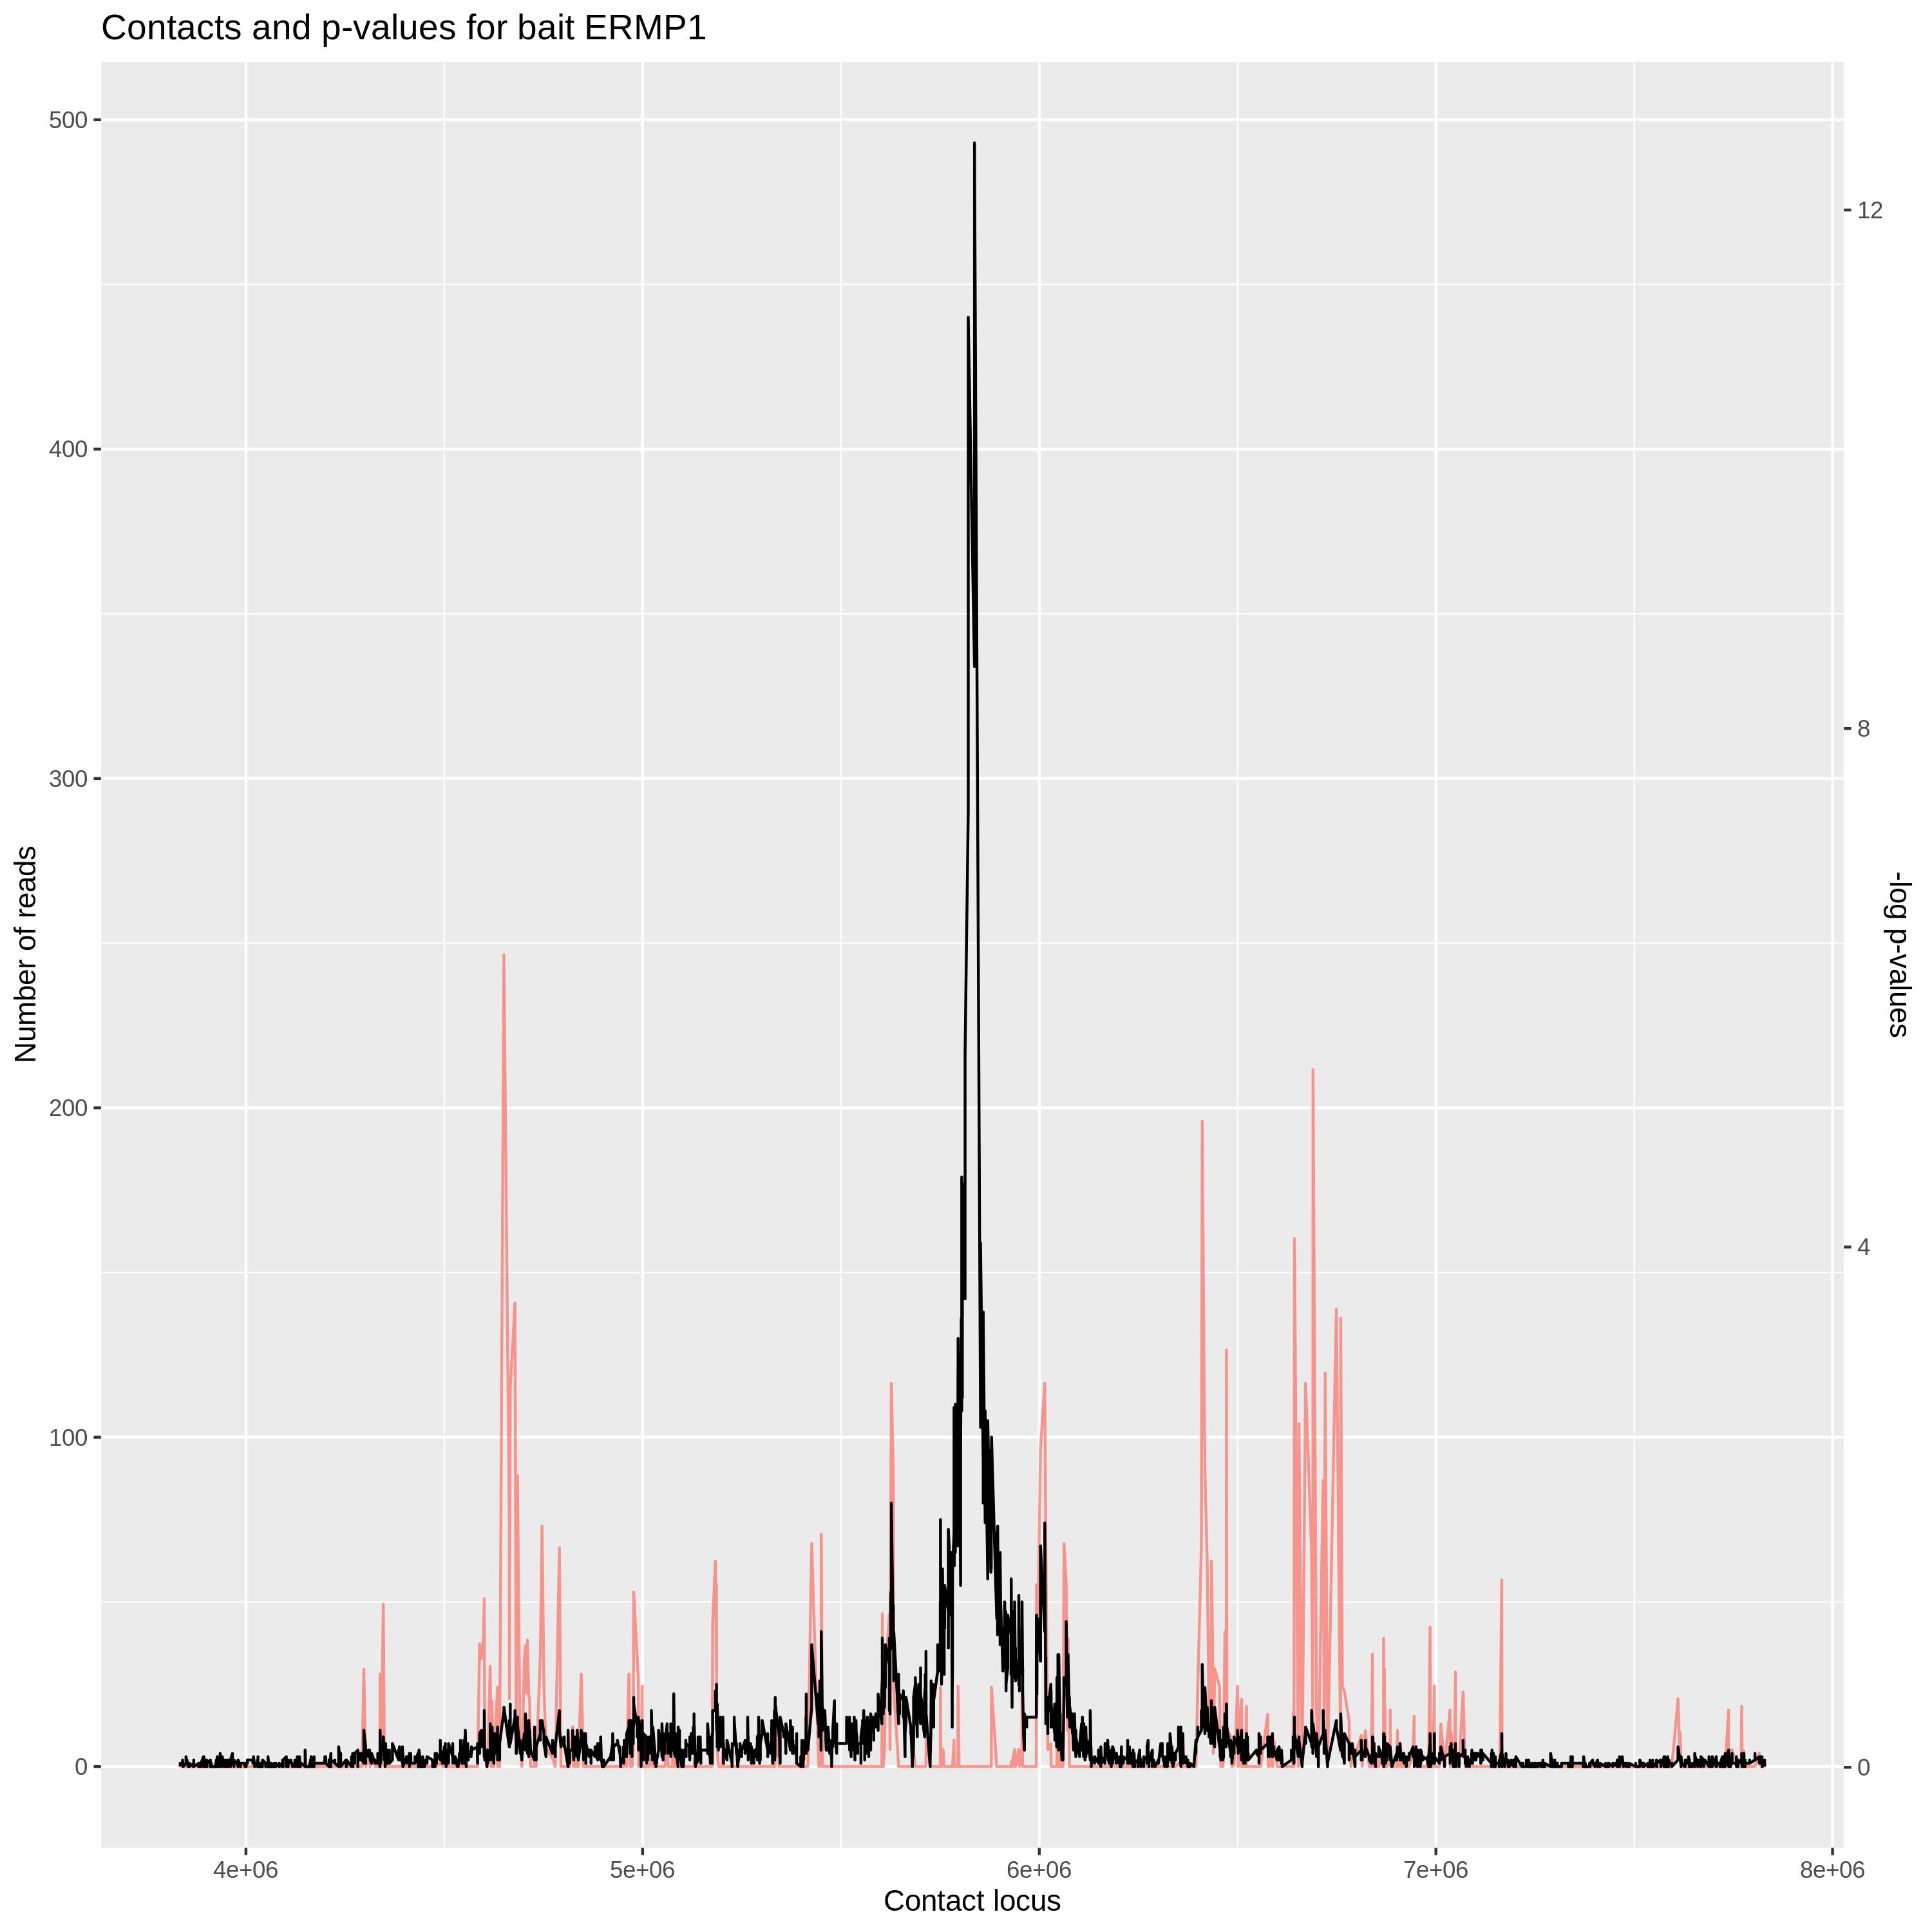 Contacts and p-values for bait ERMP1
500
400
300
200
100
0
Number of reads
12
8
4
0
-log p-values
4e+06
5e+06
6e+06
7e+06
8e+06
Contact locus